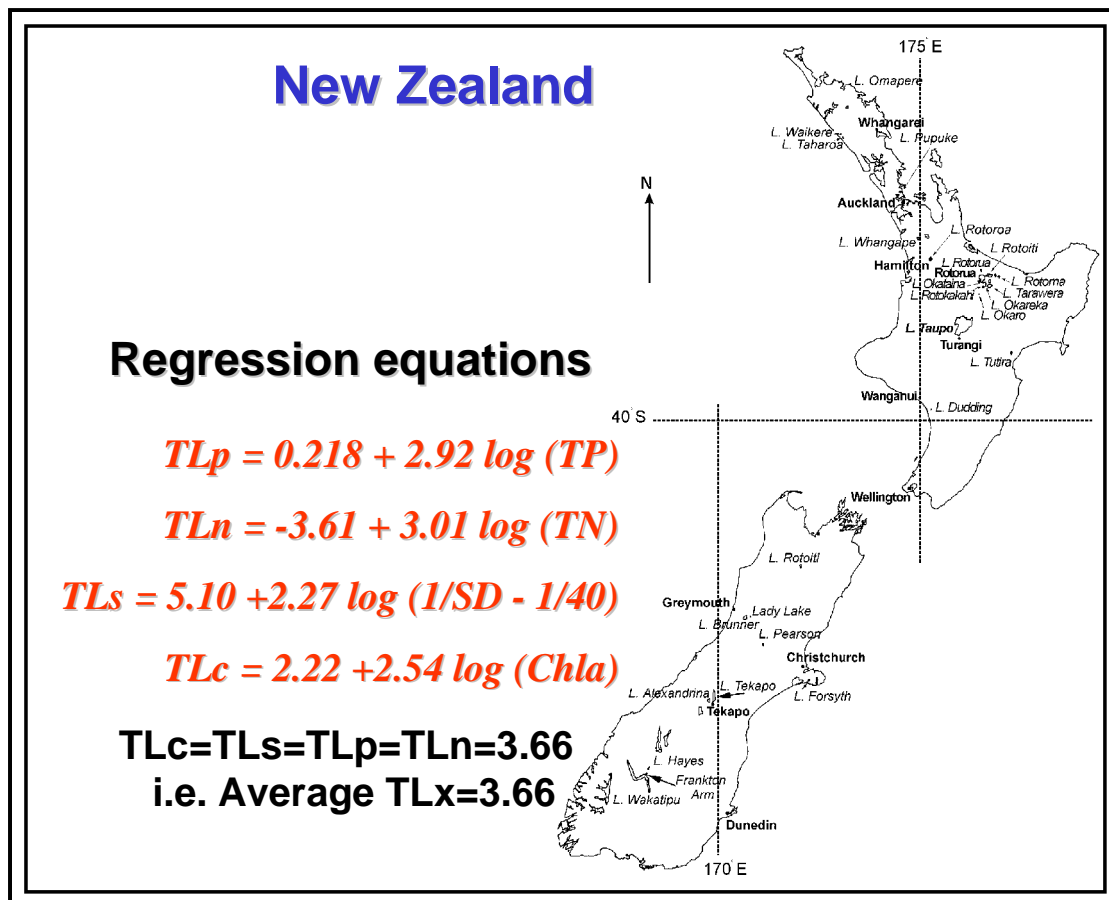 New Zealand
Regression equations
TLp = 0.218 + 2.92 log (TP)
TLn = -3.61 + 3.01 log (TN)
TLs = 5.10 +2.27 log (1/SD - 1/40)
TLc = 2.22 +2.54 log (Chla)
TLc=TLs=TLp=TLn=3.66
i.e. Average TLx=3.66
175° E
N
L. Omapere
Whangarei
L. Waikere
L. Taharoa
L. Pupuke
Auckland
L. Whangape
L. Rotoroa
Hamilton
L. Rotorua
L. Rotoiti
Rotorua
L. Okataina
L. Rotoma
L. Rotokakahi
L. Tarawera
L. Okareka
L. Okaro
L. Taupo
Turangi
L. Tutira
Wanganui
L. Dudding
40° S
Wellington
L. Rotoiti
Greymouth
Lady Lake
L. Brunner
L. Pearson
Christchurch
L. Forsyth
L. Tekapo
L. Alexandrina
Tekapo
L. Hayes
Frankton
Arm
L. Wakatipu
Dunedin
170° E